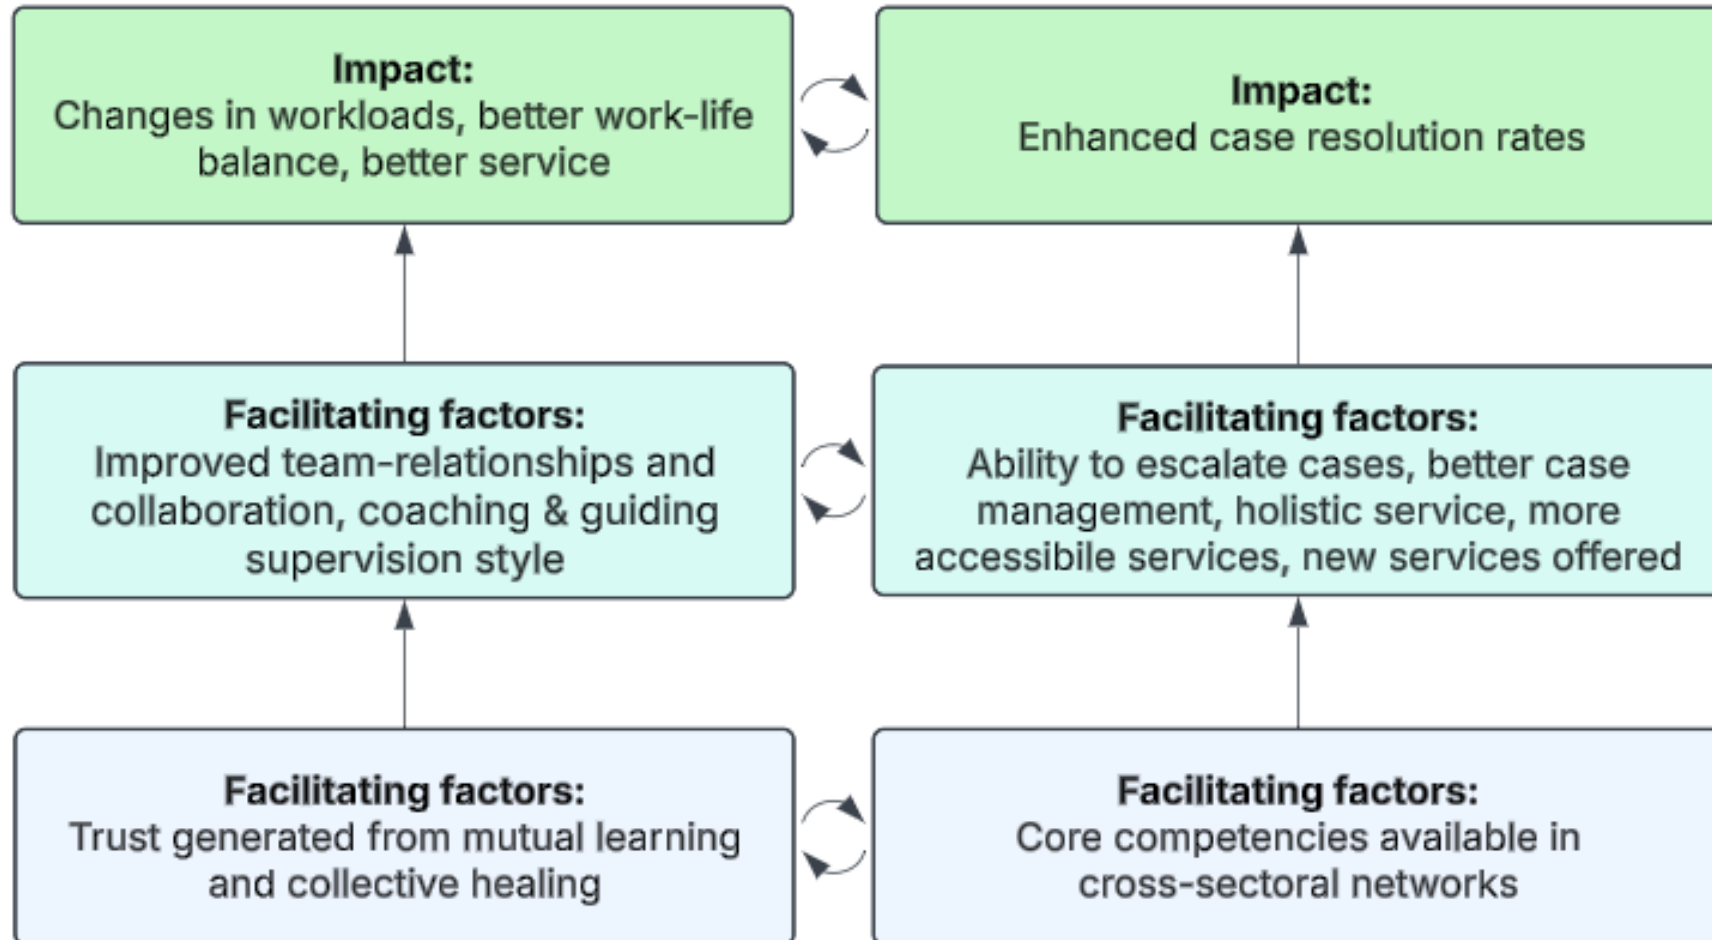 Impact:
Changes in workloads, better work-life
balance, better service
Impact:
Enhanced case resolution rates
Facilitating factors:
Improved team-relationships and
collaboration, coaching & guiding
supervision style
Facilitating factors:
Ability to escalate cases, better case
management, holistic service, more
accessibile services, new services offered
Facilitating factors:
Trust generated from mutual learning
and collective healing
Facilitating factors:
Core competencies available in
cross-sectoral networks